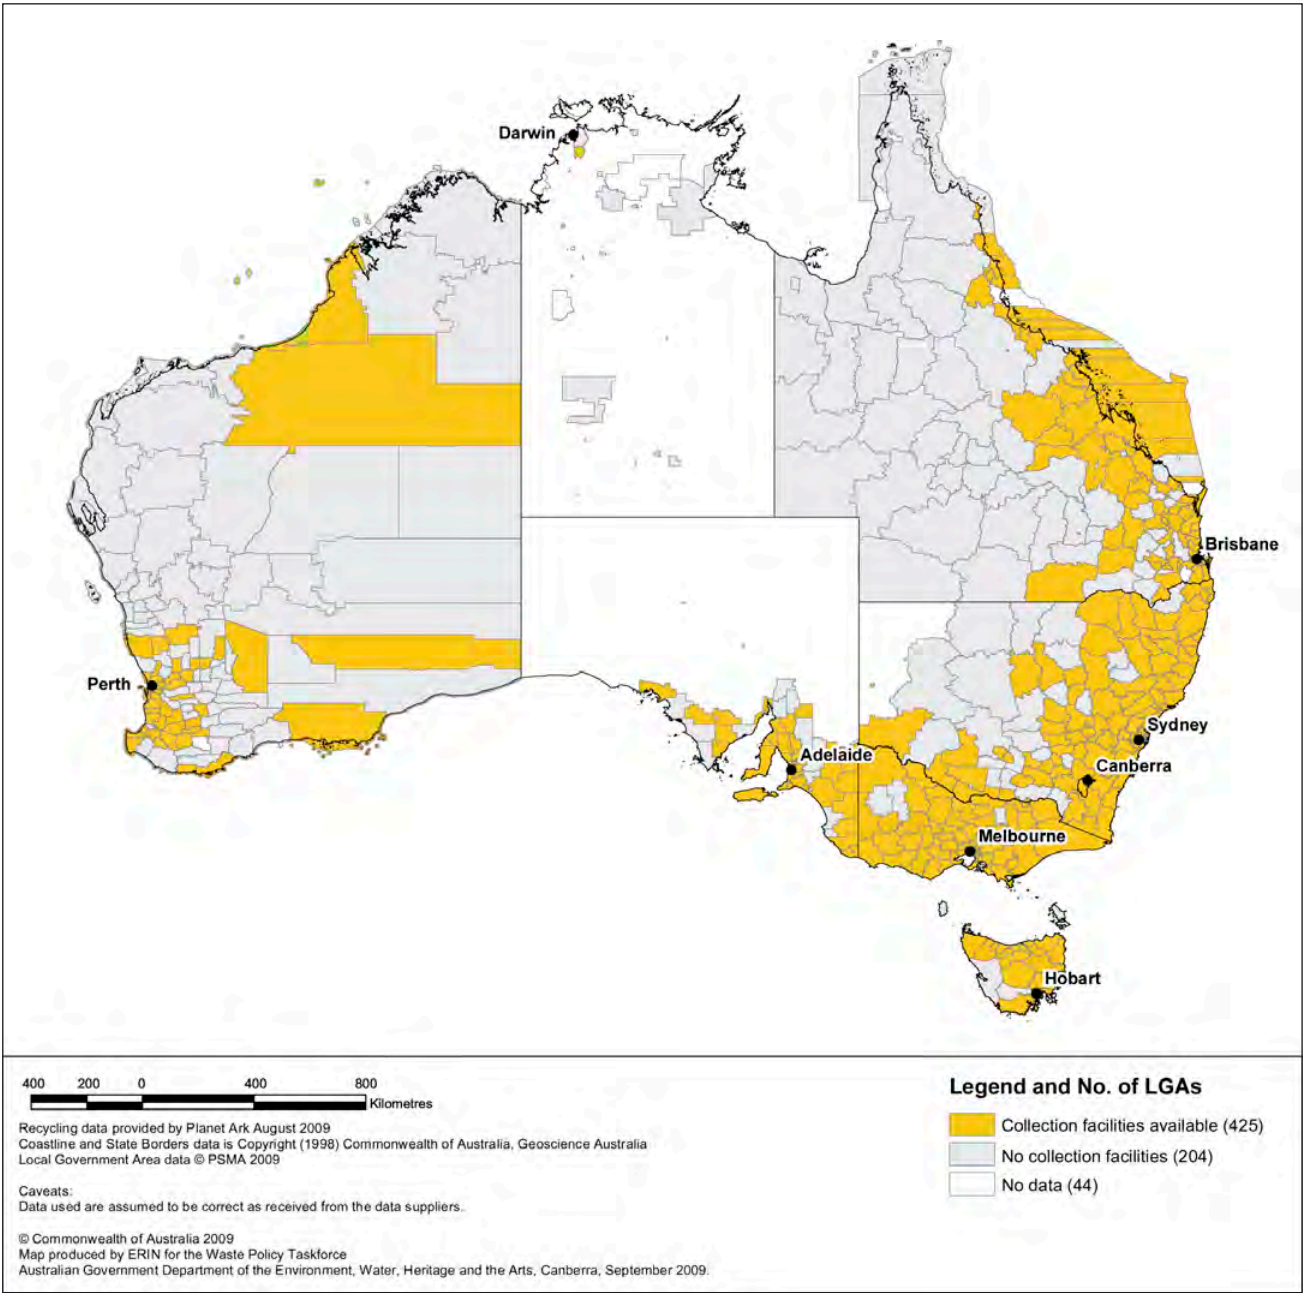 Darwin
Brisbane
Perth
Sydney
Adelaide
Canberra
Melbourne
Hobart
400 200 0 400 800
Kilometres
Recycling data provided by Planet Ark August 2009
Coastline and State Borders data is Copyright (1998) Commonwealth of Australia, Geoscience Australia
Local Government Area data © PSMA 2009
Caveats:
Data used are assumed to be correct as received from the data suppliers.
© Commonwealth of Australia 2009
Map produced by ERIN for the Waste Policy Taskforce
Australian Government Department of the Environment, Water, Heritage and the Arts, Canberra, September 2009.
Legend and No. of LGAs
Collection facilities available (425)
No collection facilities (204)
No data (44)